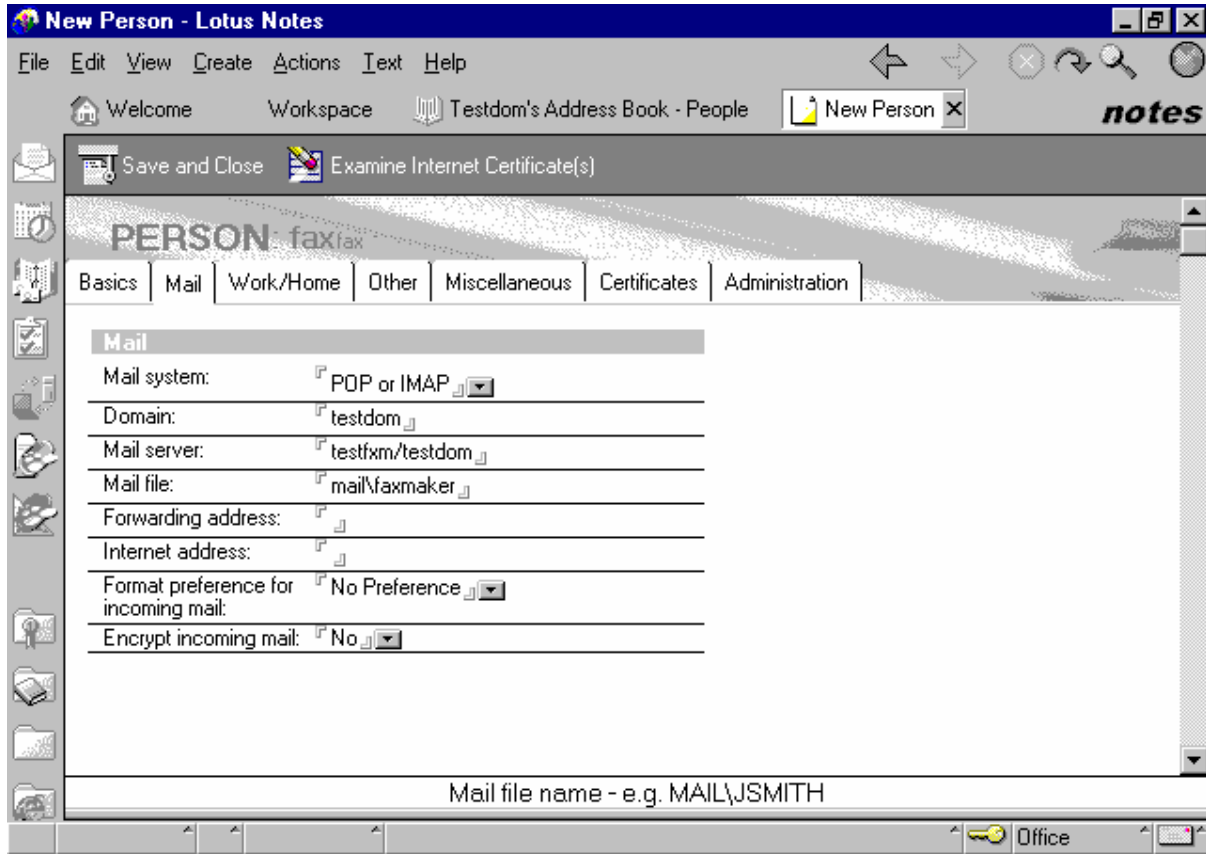 New Person - Lotus Notes
File Edit View Create Actions Text Help
Welcome Workspace Testdom's Address Book - People New Person notes
Save and Close Examine Internet Certificate(s)
PERSON: fax fax
Basics Mail Work/Home Other Miscellaneous Certificates Administration
Mail
Mail system: POP or IMAP
Domain: testdom
Mail server: testfxm/testdom
Mail file: mail\faxmaker
Forwarding address:
Internet address:
Format preference for incoming mail: No Preference
Encrypt incoming mail: No
Mail file name - e.g. MAIL\JSMITH
Office